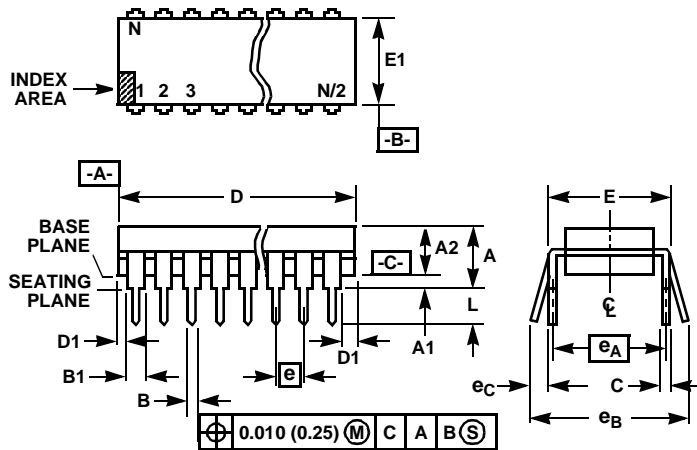 N
INDEX
AREA
1 2 3 N/2
E1
-B-
-A-
D
E
BASE
PLANE
A2
A
-C-
SEATING
PLANE
L
C
L
D1
A1
D1
eA
B1
e
eC
C
B
eB
0.010 (0.25) M C A B S